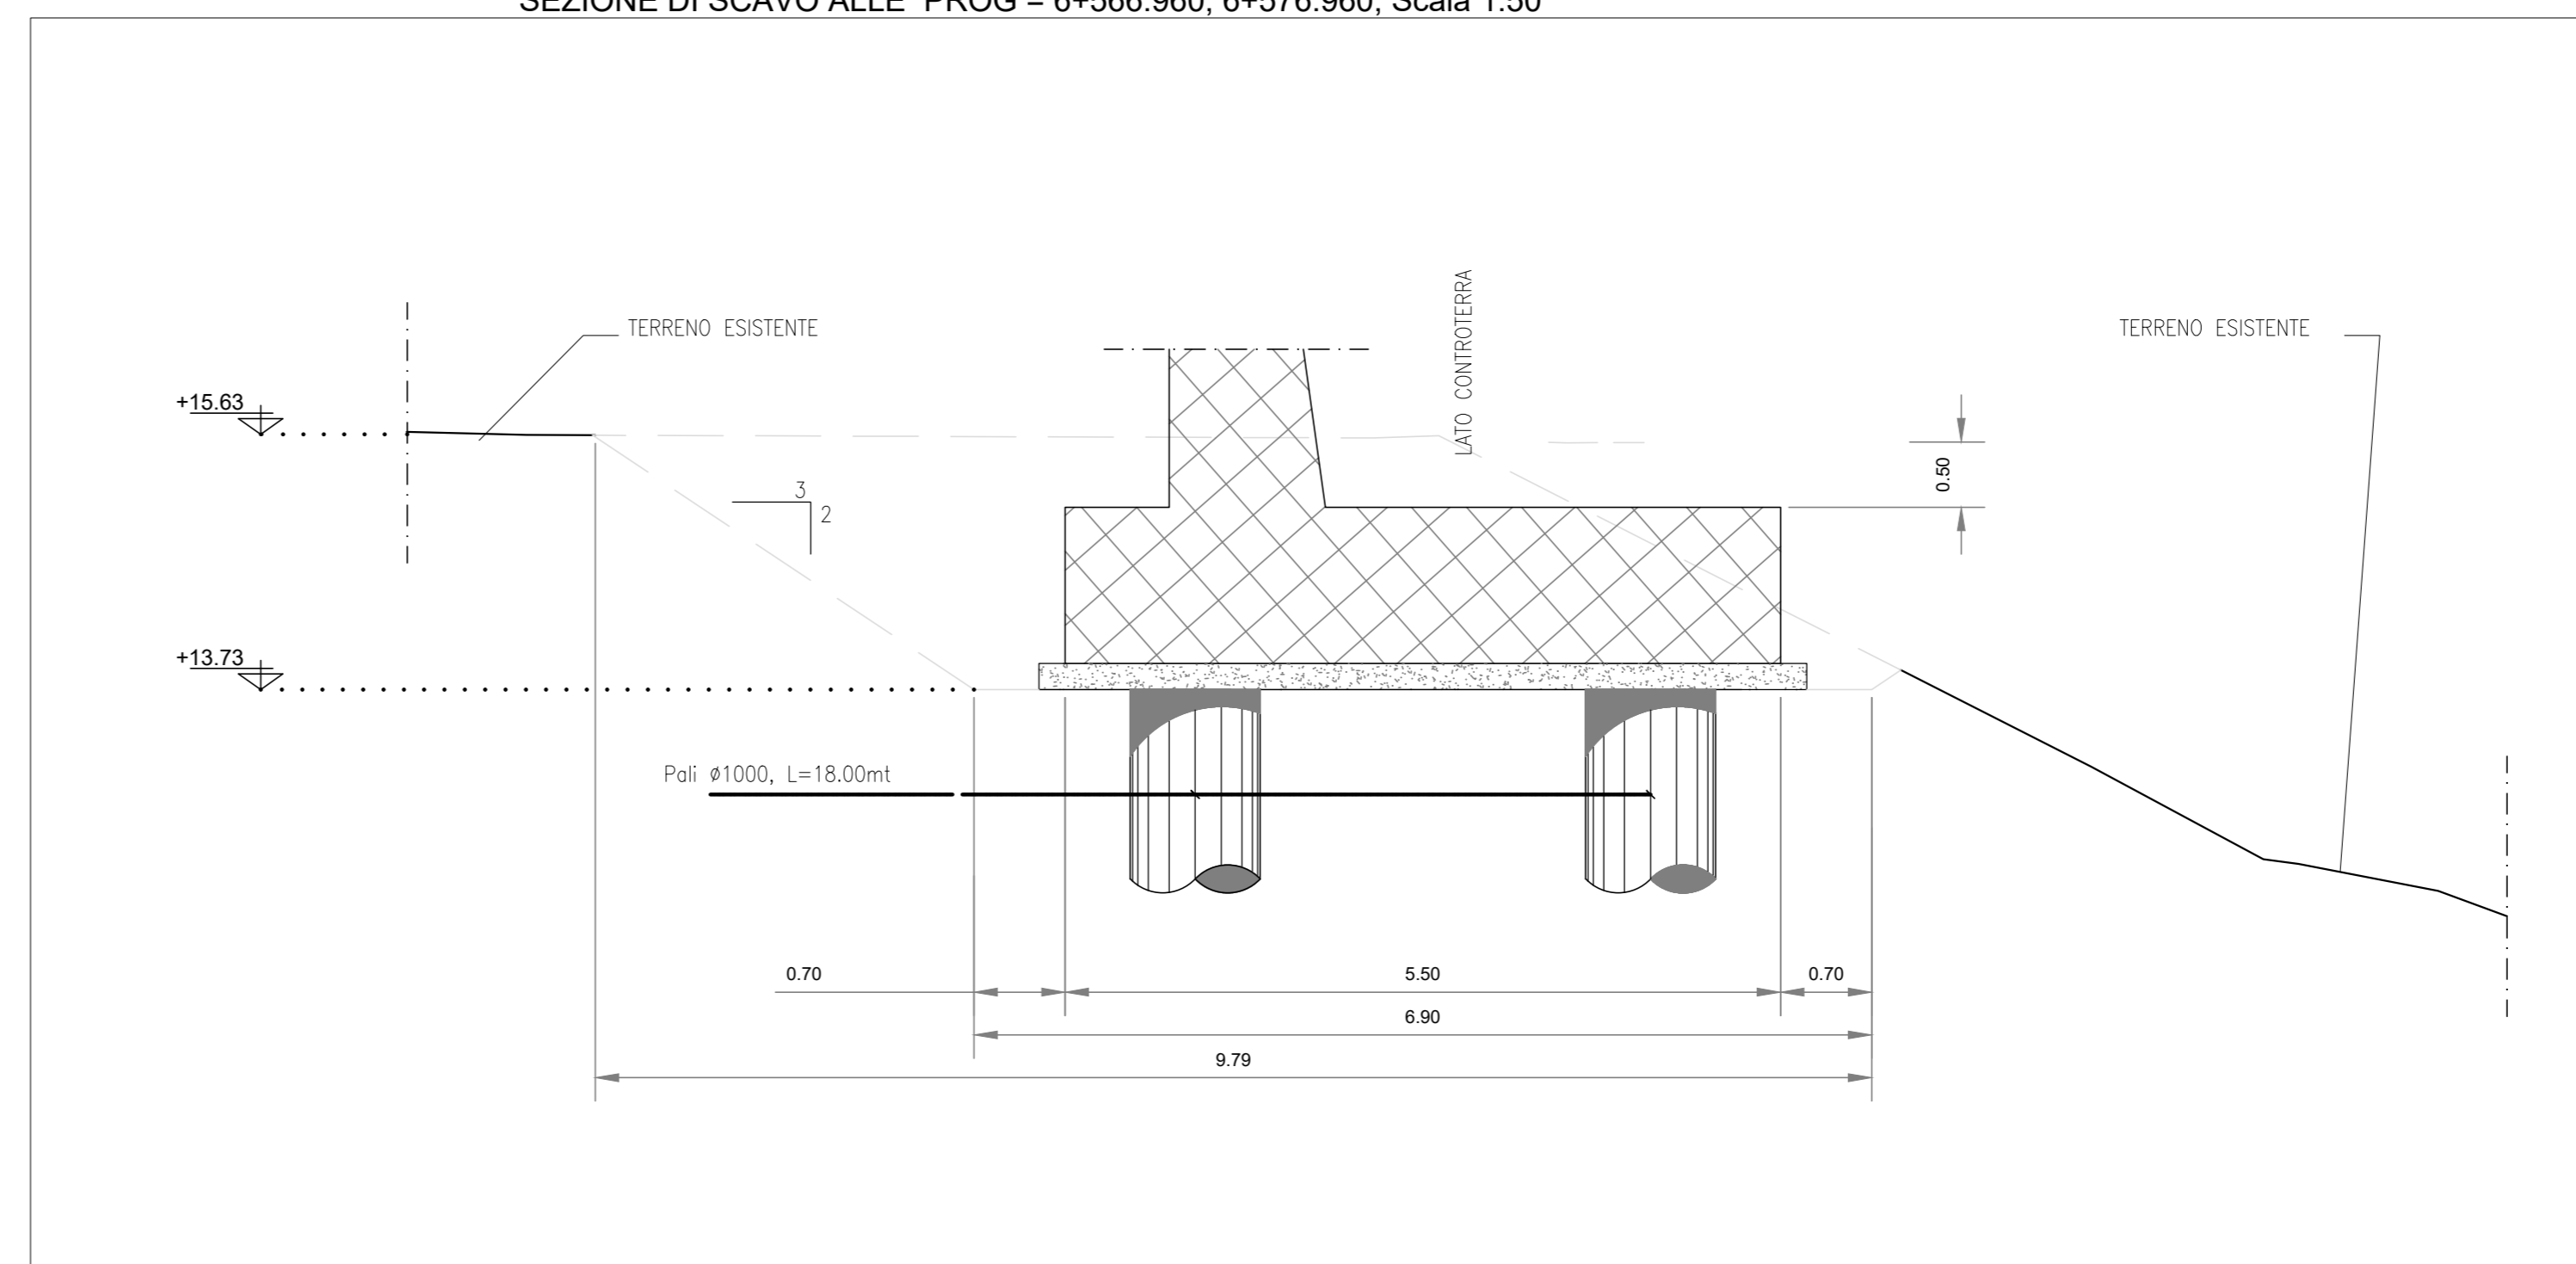 SEZIONE DI SCAVO ALLE PROG = 6+566.960, 6+576.960, Scala 1:50
LATO CONTROTERRA
TERRENO ESISTENTE
TERRENO ESISTENTE
+15.63
0.50
3
2
+13.73
Pali ø1000, L=18.00mt
0.70
5.50
0.70
6.90
9.79